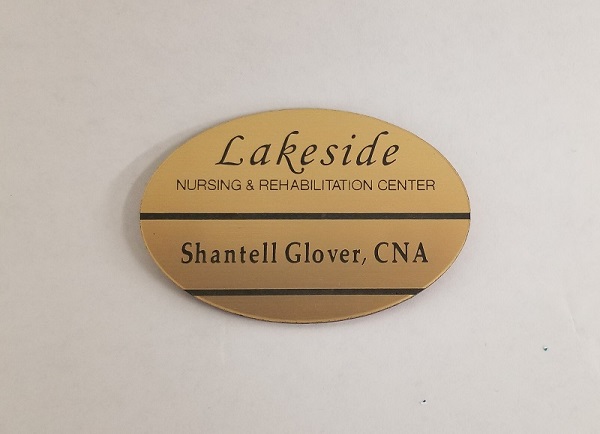 Lakeside
NURSING & REHABILITATION CENTER
Shantell Glover, CNA